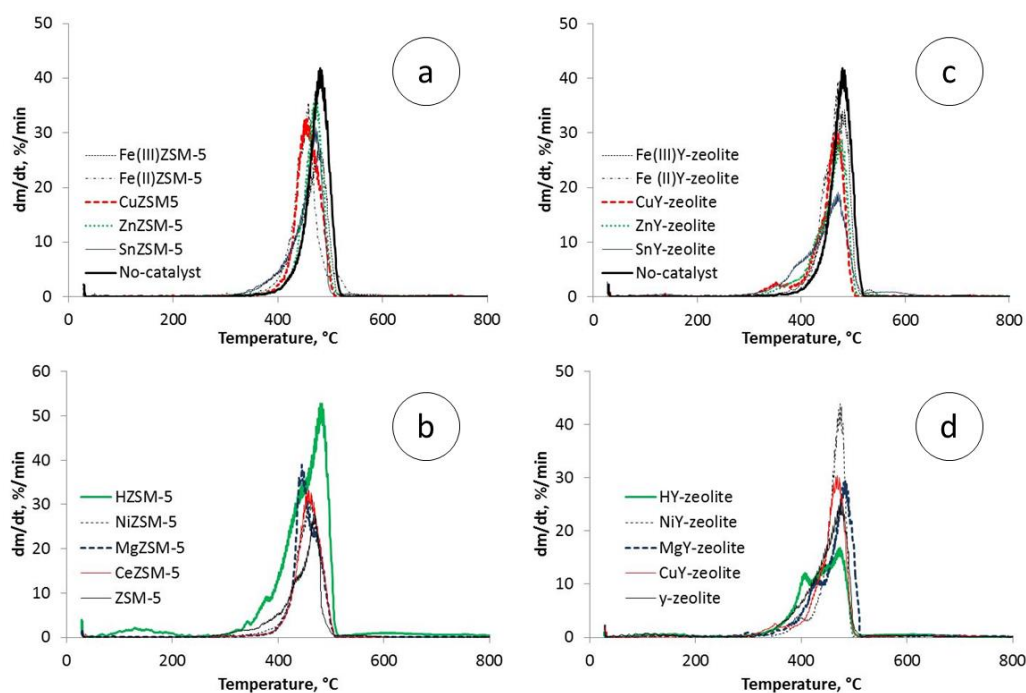 50
40
30
20
10
0
dm/dt, %/min
a
Fe(III)ZSM-5
Fe(II)ZSM-5
CuZSM5
ZnZSM-5
SnZSM-5
No-catalyst
0 200 400 600 800
Temperature, °C
50
40
30
20
10
0
dm/dt, %/min
c
Fe(III)Y-zeolite
Fe (II)Y-zeolite
CuY-zeolite
ZnY-zeolite
SnY-zeolite
No-catalyst
0 200 400 600 800
Temperature, °C
60
50
40
30
20
10
0
dm/dt, %/min
b
HZSM-5
NiZSM-5
MgZSM-5
CeZSM-5
ZSM-5
0 200 400 600 800
Temperature, °C
50
40
30
20
10
0
dm/dt, %/min
d
HY-zeolite
NiY-zeolite
MgY-zeolite
CuY-zeolite
y-zeolite
0 200 400 600 800
Temperature, °C